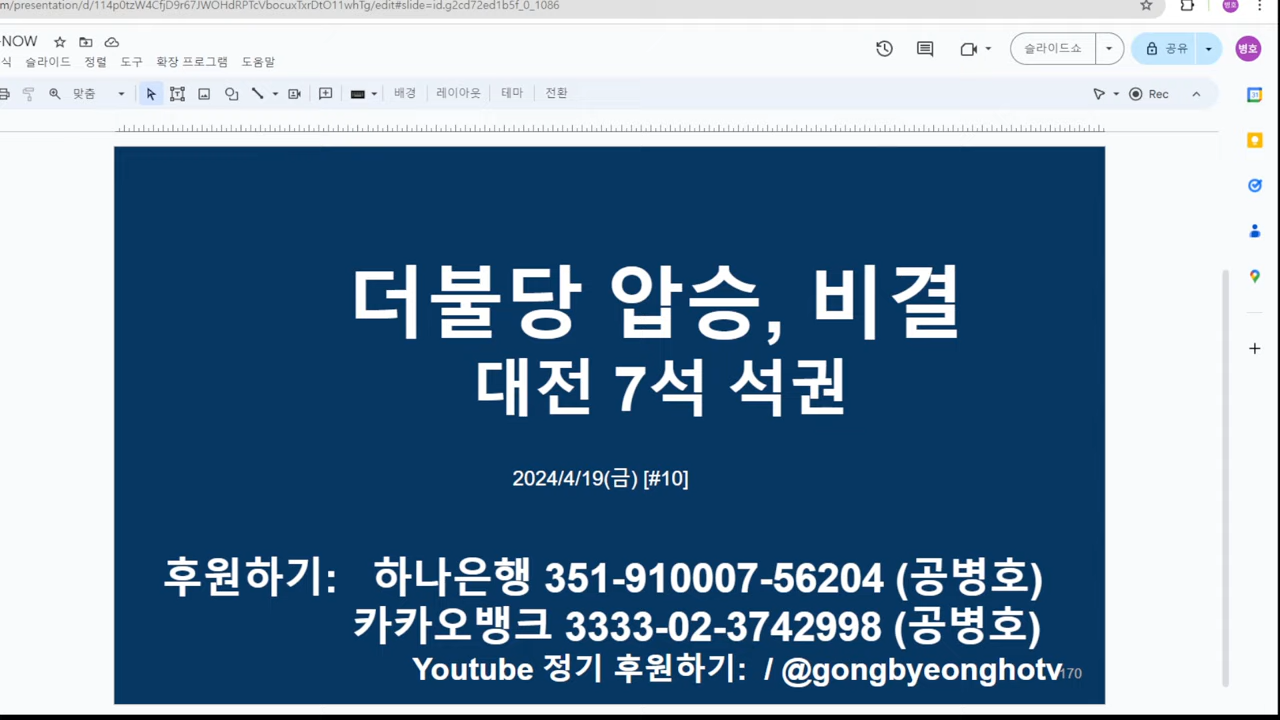 m/presentation/d/114p0tzW4CfjD9r67JWOHdRPTcVbocuxTxrDtO11whTg/edit#slide=id.g2cd72ed1b5f_0_1086
병호
-NOW
슬라이드쇼
공유
병호
식 슬라이드 정렬 도구 확장 프로그램 도움말
맞춤
배경 레이아웃 테마 전환
Rec
31
더불당 압승, 비결
대전 7석 석권
2024/4/19(금) [#10]
후원하기: 하나은행 351-910007-56204 (공병호)
카카오뱅크 3333-02-3742998 (공병호)
Youtube 정기 후원하기: / @gongbyeonghotv
170